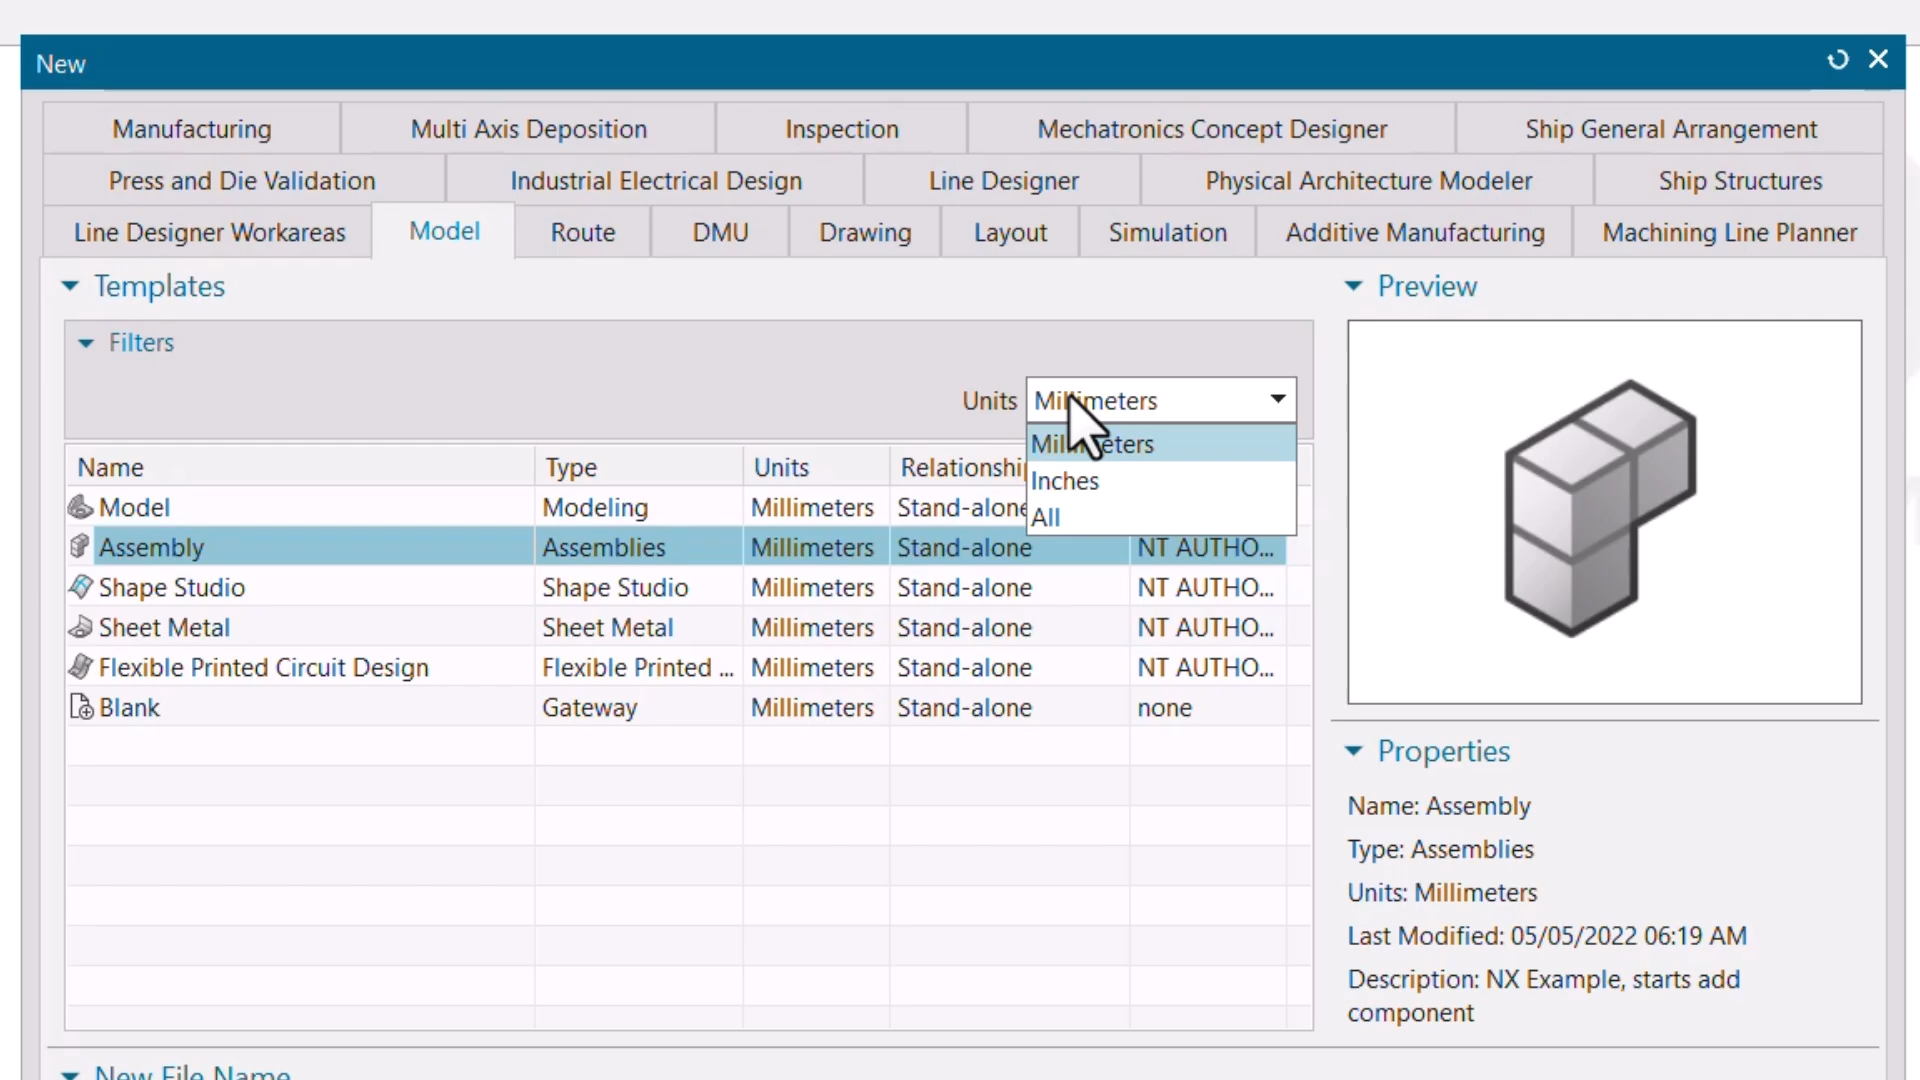 New
Manufacturing Multi Axis Deposition Inspection Mechatronics Concept Designer Ship General Arrangement
Press and Die Validation Industrial Electrical Design Line Designer Physical Architecture Modeler Ship Structures
Line Designer Workareas Model Route DMU Drawing Layout Simulation Additive Manufacturing Machining Line Planner
Templates
Filters
Units Millimeters
Millimeters
Inches
All
Name Type Units
Model Modeling Millimeters Stand-alone
Assembly Assemblies Millimeters Stand-alone NT AUTHO...
Shape Studio Shape Studio Millimeters Stand-alone NT AUTHO...
Sheet Metal Sheet Metal Millimeters Stand-alone NT AUTHO...
Flexible Printed Circuit Design Flexible Printed ... Millimeters Stand-alone NT AUTHO...
Blank Gateway Millimeters Stand-alone none
Preview
Properties
Name: Assembly
Type: Assemblies
Units: Millimeters
Last Modified: 05/05/2022 06:19 AM
Description: NX Example, starts add
component
New File Name